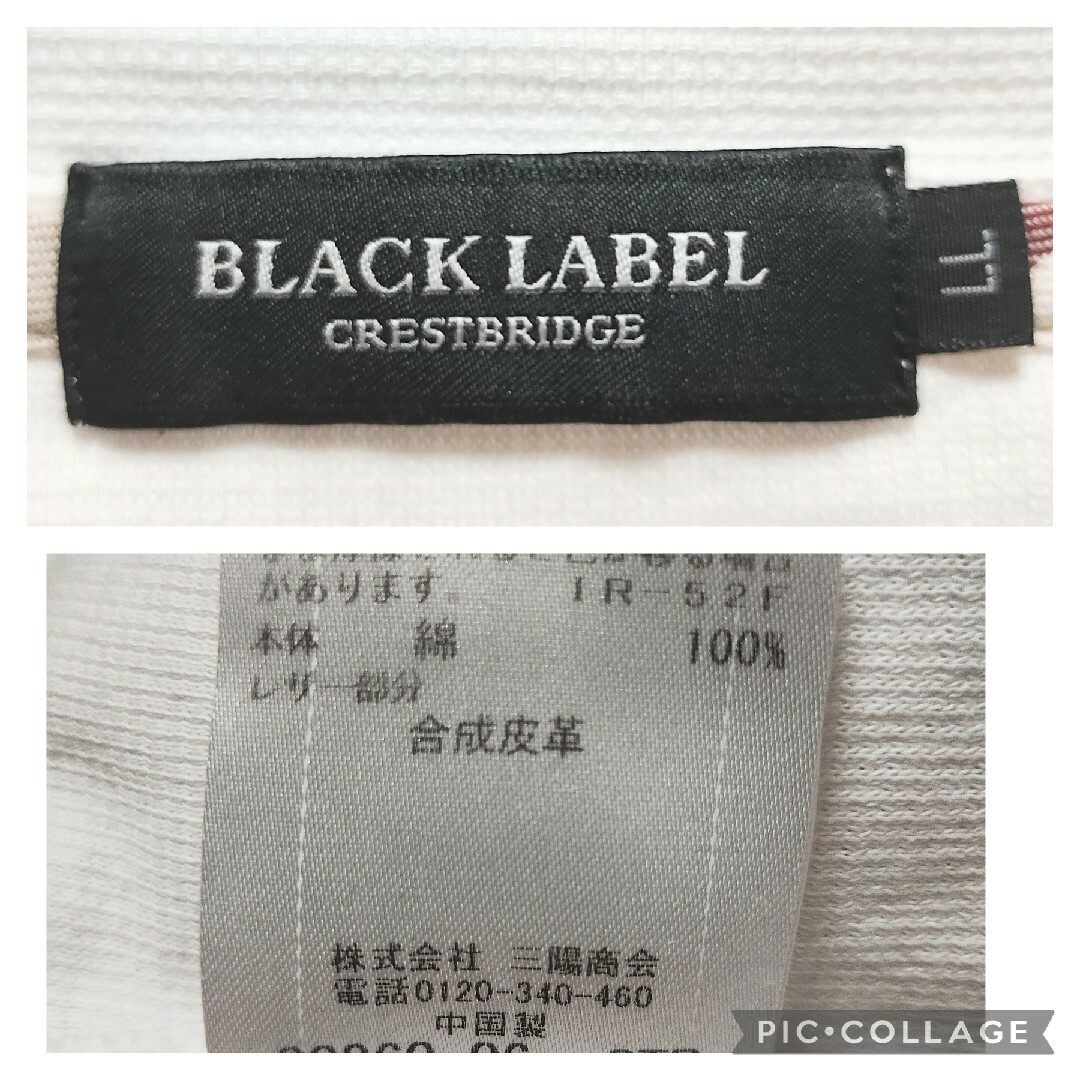 BLACK LABEL
CRESTBRIDGE
LL
があります。 IR-52F
本体 綿 100%
レザー部分
合成皮革
株式会社 三陽商会
電話0120-340-460
中国製
PIC•COLLAGE